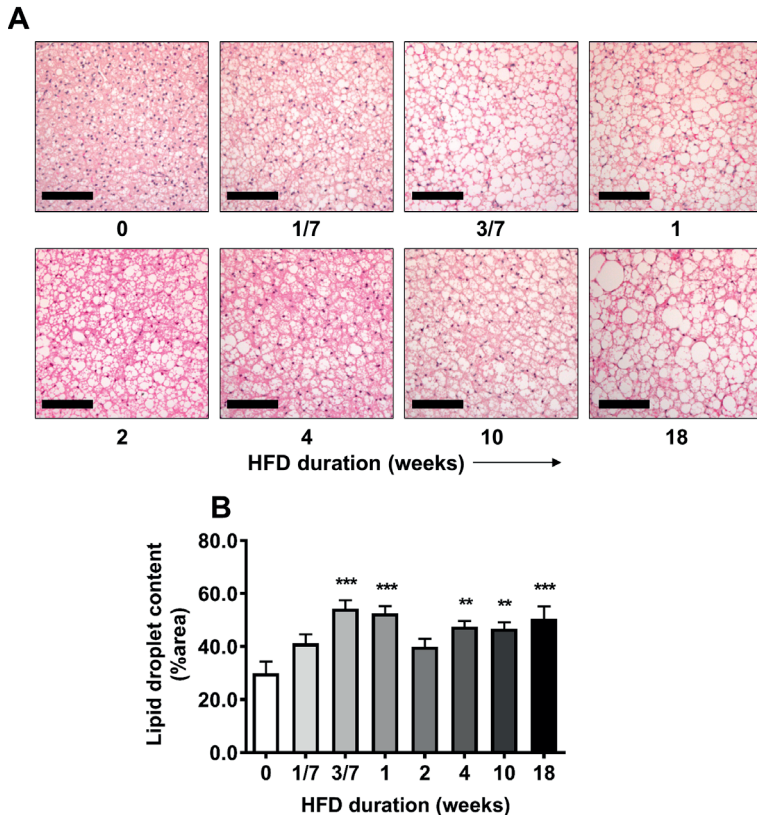 A
0 1/7 3/7 1
2 4 10 18
HFD duration (weeks)
B
Lipid droplet content
(%area)
80.0
60.0
40.0
20.0
0.0
*** *** ** ** ***
0 1/7 3/7 1 2 4 10 18
HFD duration (weeks)